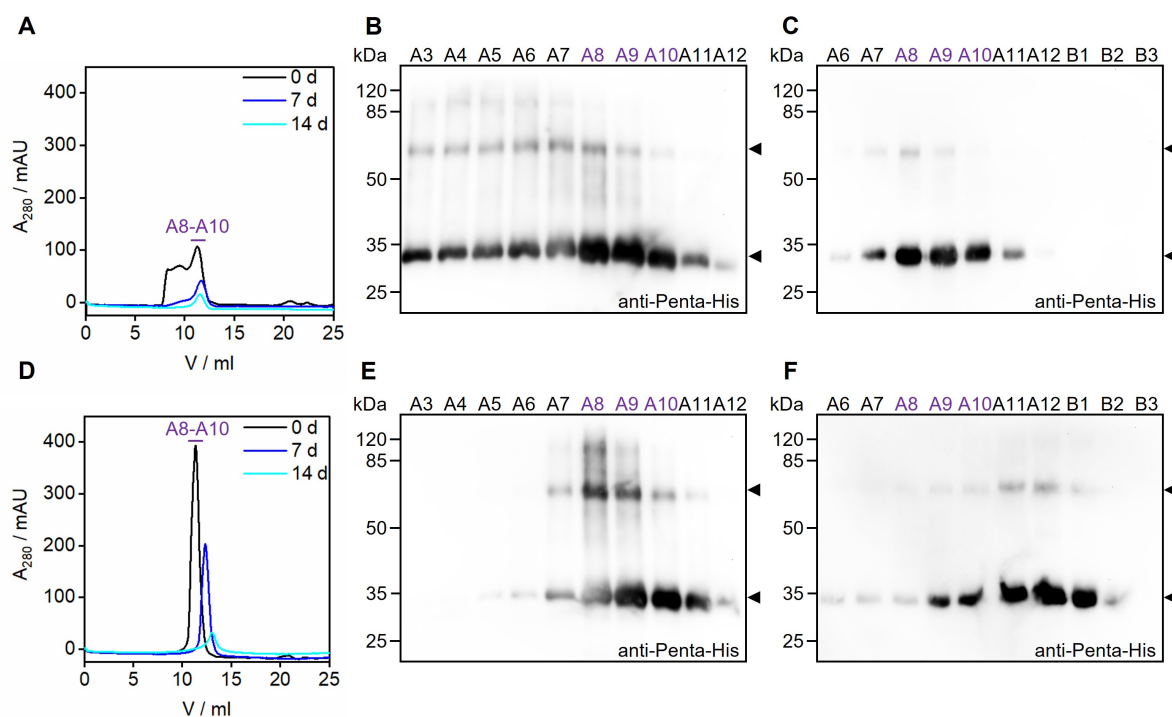 A
0 d
7 d
14 d
A8-A10
400
300
200
100
0
A280 / mAU
0 5 10 15 20 25
V / ml
B
kDa A3 A4 A5 A6 A7 A8 A9 A10 A11 A12
120
85
50
35
25
anti-Penta-His
C
kDa A6 A7 A8 A9 A10 A11 A12 B1 B2 B3
120
85
50
35
25
anti-Penta-His
D
A8-A10
0 d
7 d
14 d
400
300
200
100
0
A280 / mAU
0 5 10 15 20 25
V / ml
E
kDa A3 A4 A5 A6 A7 A8 A9 A10 A11 A12
120
85
50
35
25
anti-Penta-His
F
kDa A6 A7 A8 A9 A10 A11 A12 B1 B2 B3
120
85
50
35
25
anti-Penta-His